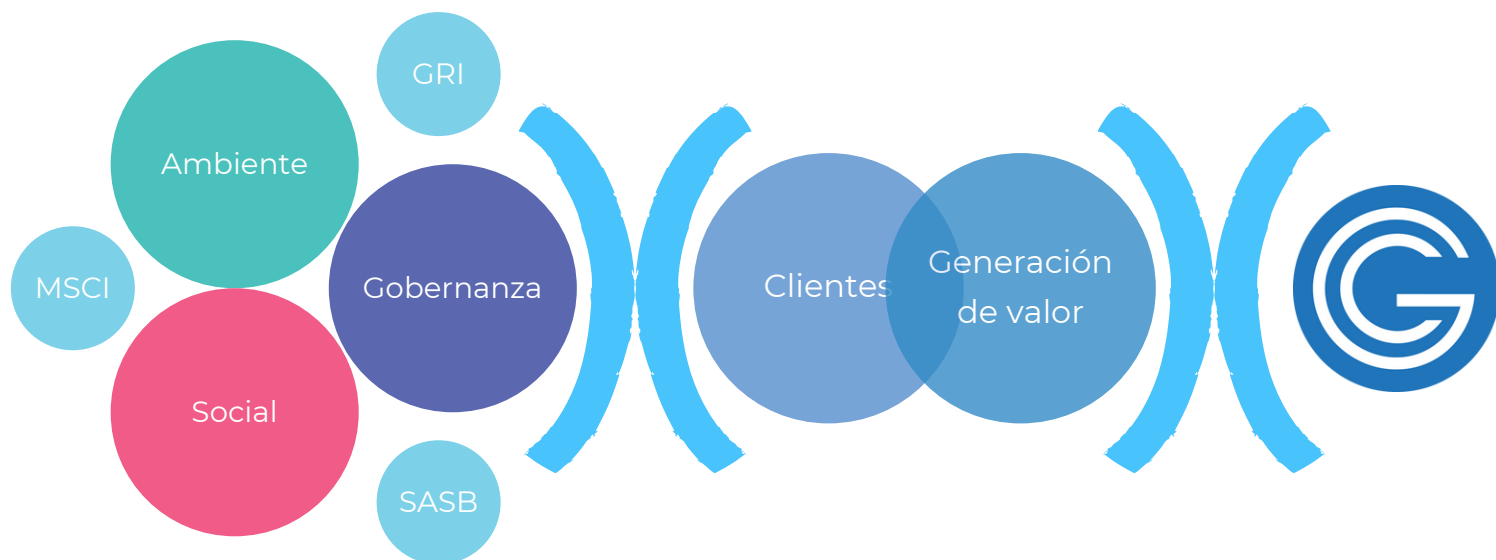 GRI
Ambiente
MSCI
Gobernanza
Social
SASB
Clientes
Generación
de valor